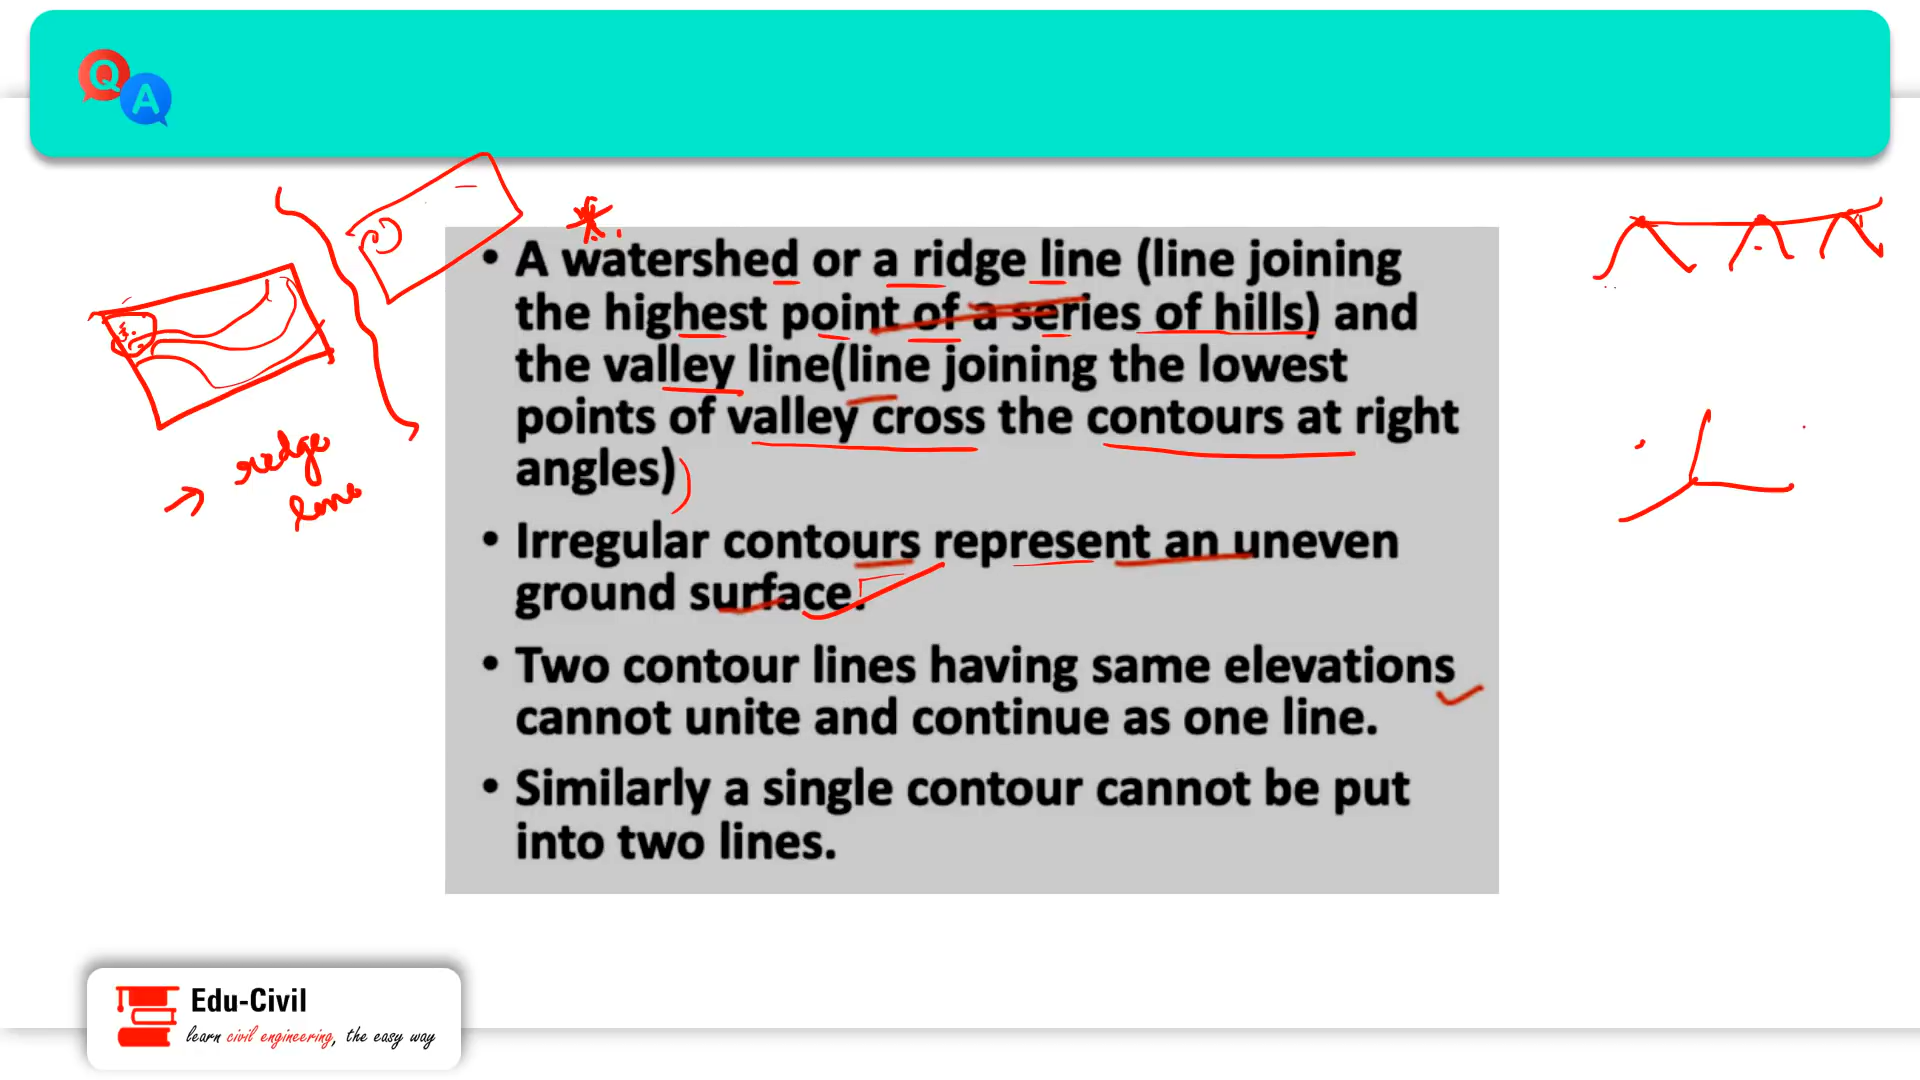 Q
A
• A watershed or a ridge line (line joining
the highest point of a series of hills) and
the valley line(line joining the lowest
points of valley cross the contours at right
angles)
• Irregular contours represent an uneven
ground surface.
• Two contour lines having same elevations
cannot unite and continue as one line.
• Similarly a single contour cannot be put
into two lines.
→ ridge
line
Edu-Civil
learn civil engineering, the easy way